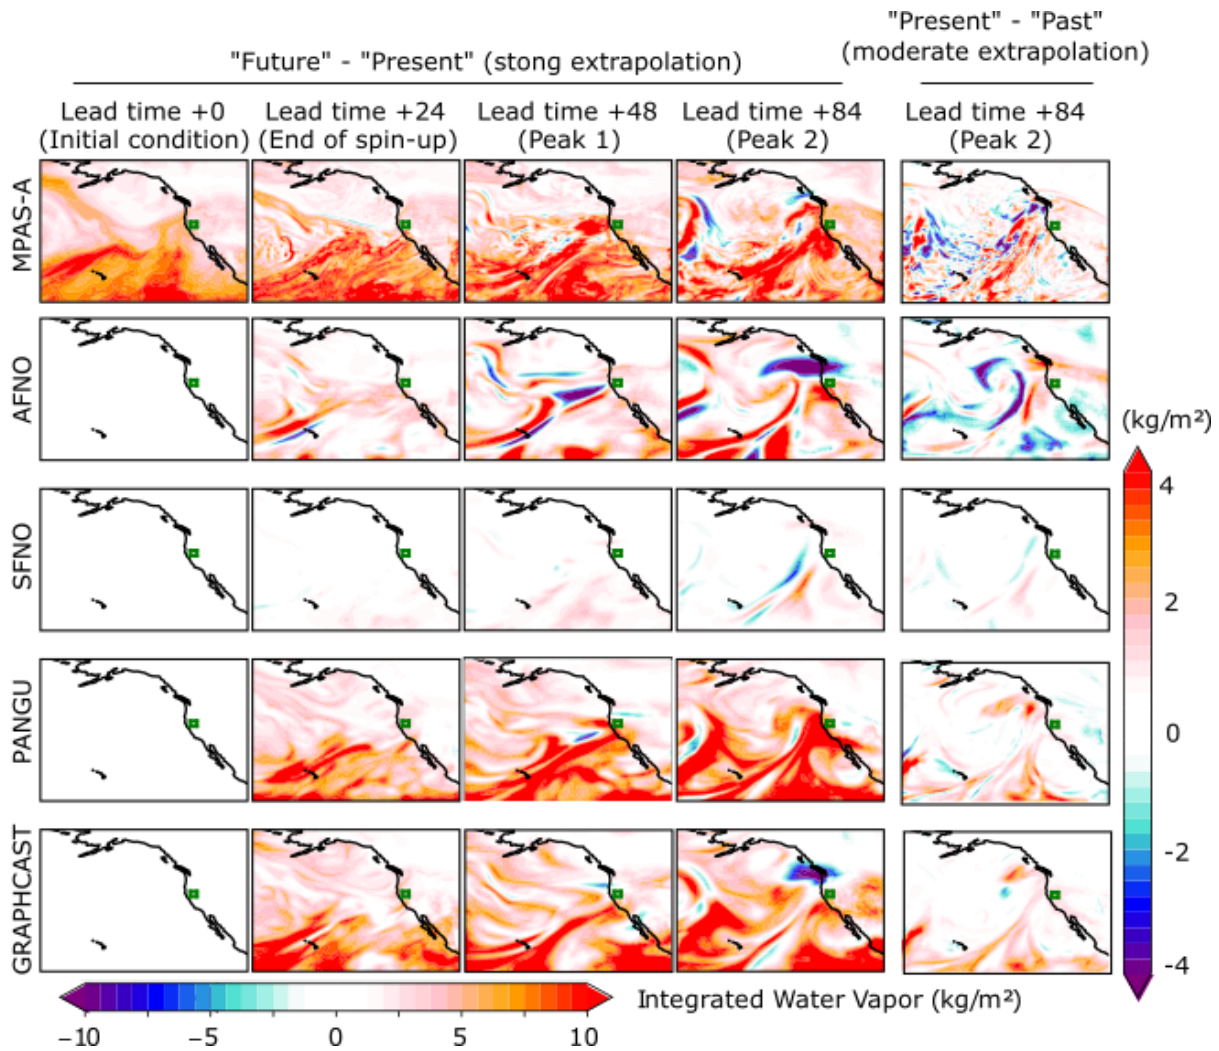 "Present" - "Past"
"Future" - "Present" (stong extrapolation)
(moderate extrapolation)
Lead time +0
(Initial condition)
Lead time +24
(End of spin-up)
Lead time +48
(Peak 1)
Lead time +84
(Peak 2)
Lead time +84
(Peak 2)
MPAS-A
AFNO
SFNO
PANGU
GRAPHCAST
(kg/m²)
4
2
0
-2
-4
Integrated Water Vapor (kg/m²)
−10
−5
0
5
10